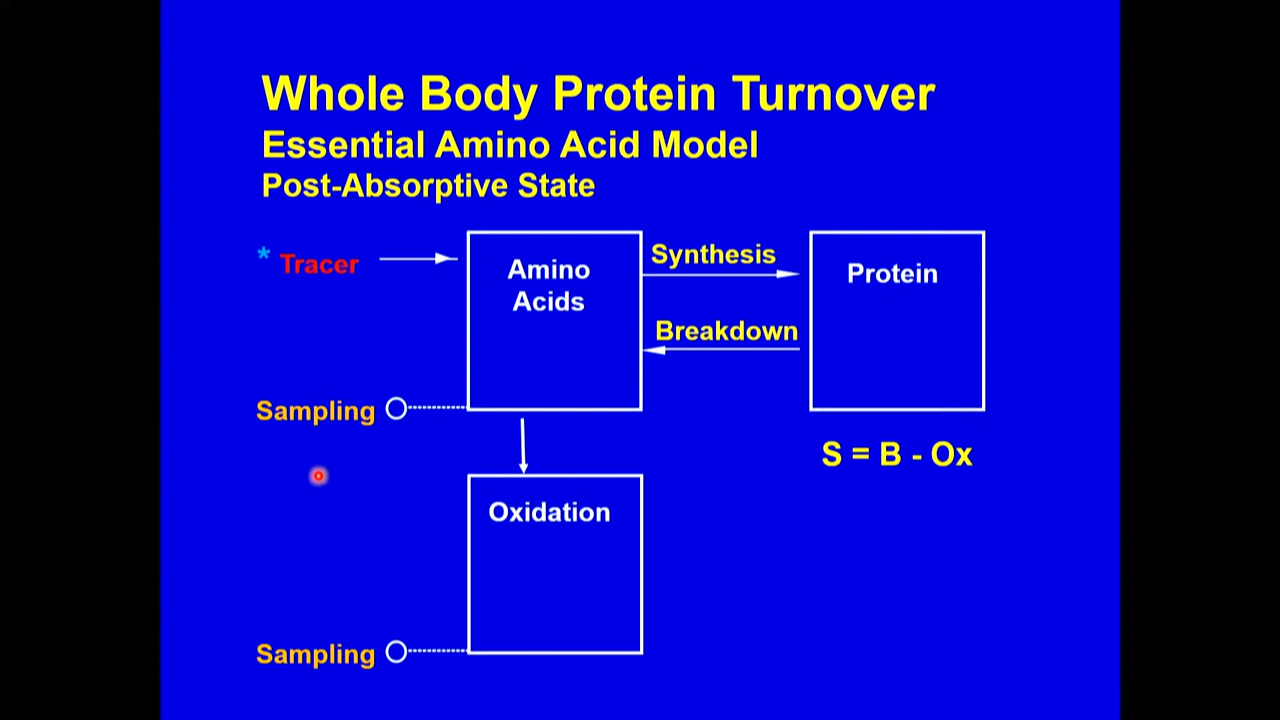 Whole Body Protein Turnover
Essential Amino Acid Model
Post-Absorptive State
* Tracer
Amino
Acids
Synthesis
Breakdown
Protein
Sampling
S = B - Ox
Oxidation
Sampling